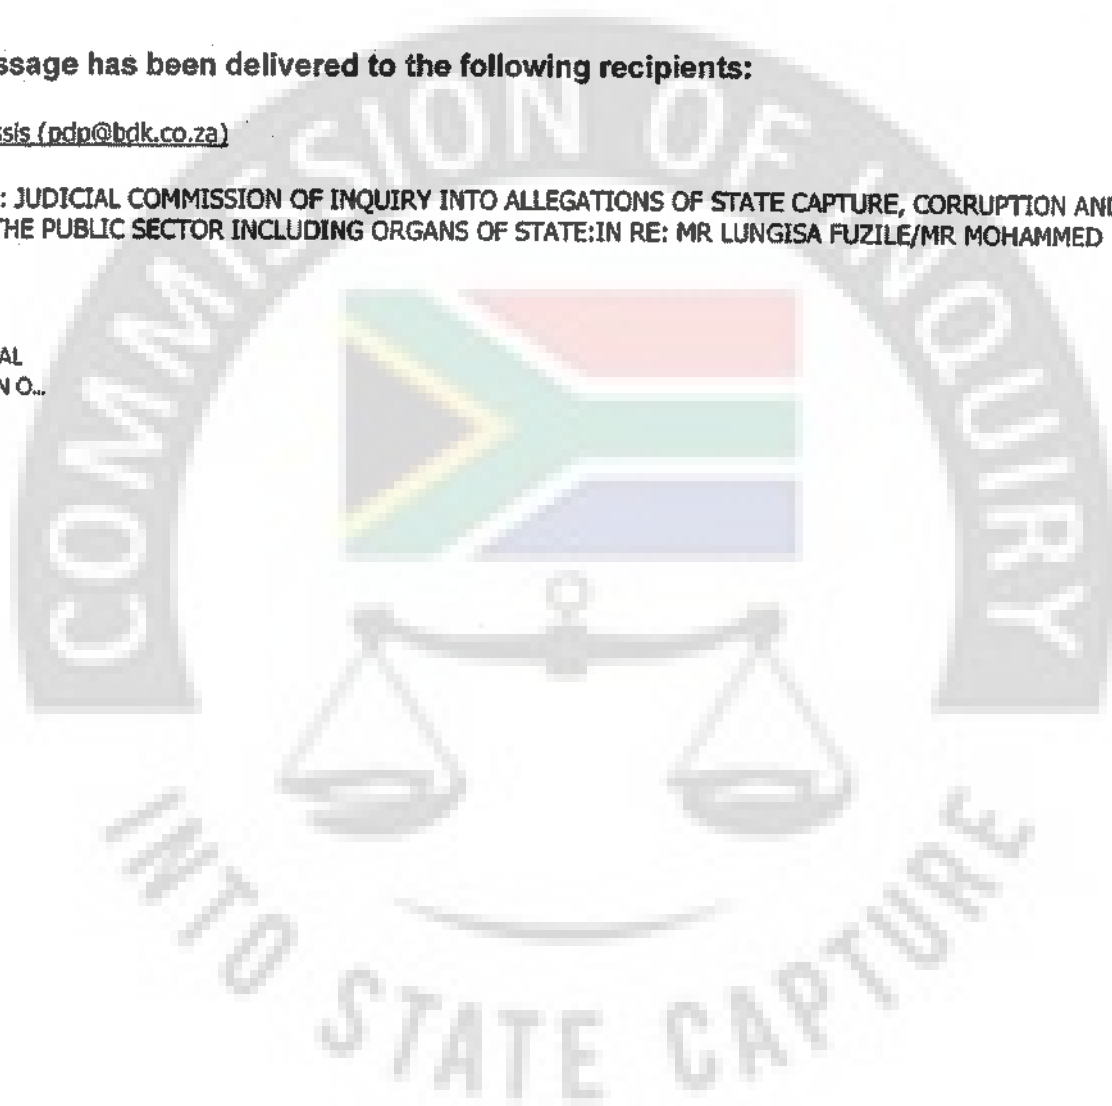 ssage has been delivered to the following recipients:
ssis (pdp@bdk.co.za)
: JUDICIAL COMMISSION OF INQUIRY INTO ALLEGATIONS OF STATE CAPTURE, CORRUPTION AND
THE PUBLIC SECTOR INCLUDING ORGANS OF STATE:IN RE: MR LUNGISA FUZILE/MR MOHAMMED
AL
N O...
COMMISSION OF INQUIRY
INTO STATE CAPTURE